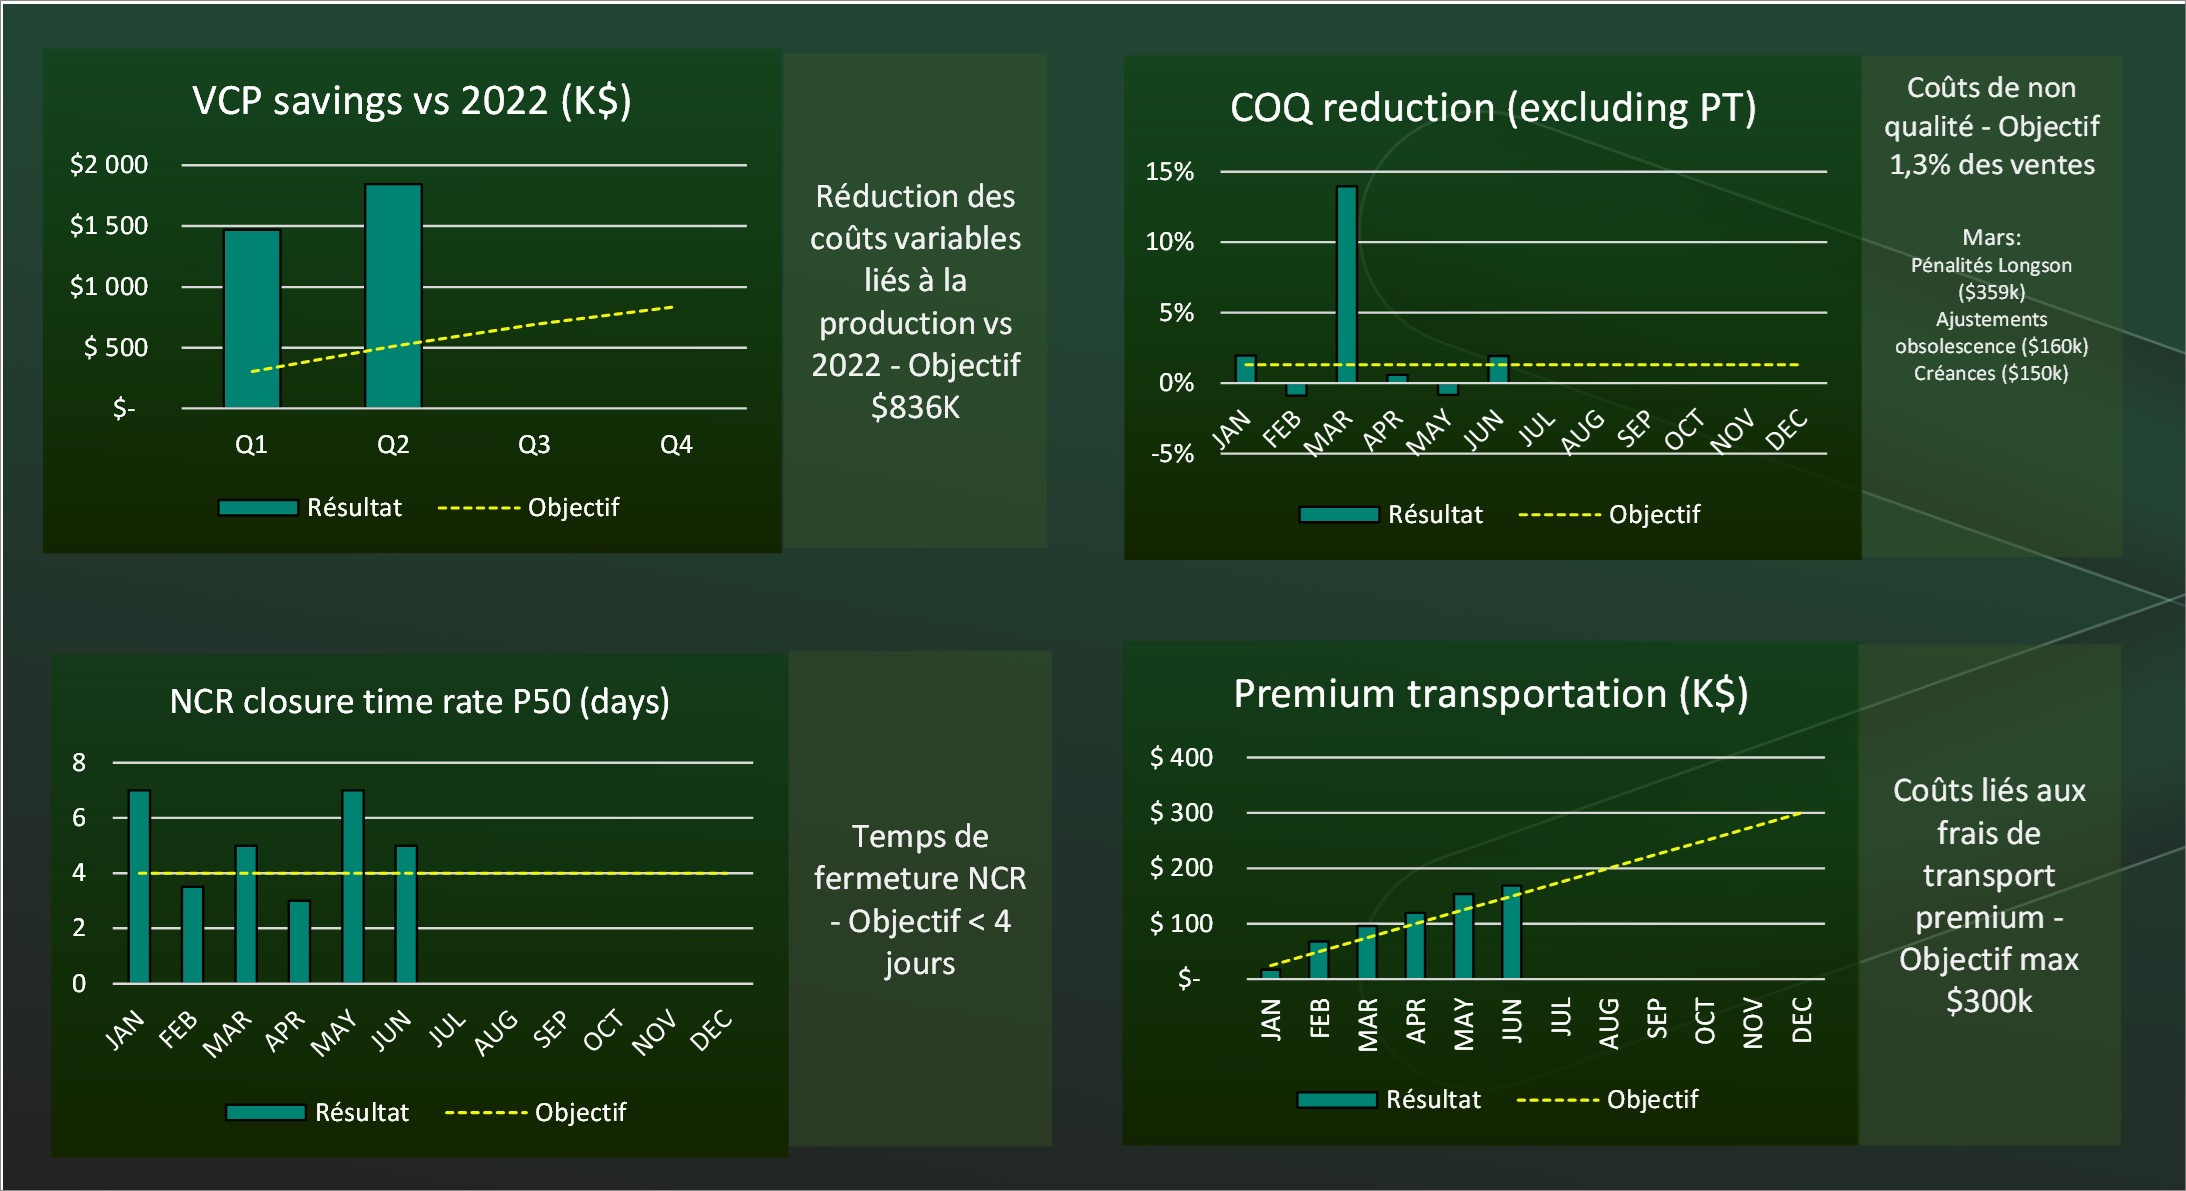 VCP savings vs 2022 (K$)
$2 000
$1 500
$1 000
$ 500
$-
Q1 Q2 Q3 Q4
Résultat Objectif
Réduction des
coûts variables
liés à la
production vs
2022 - Objectif
$836K
COQ reduction (excluding PT)
15%
10%
5%
0%
-5%
JAN FEB MAR APR MAY JUN JUL AUG SEP OCT NOV DEC
Résultat Objectif
Coûts de non
qualité - Objectif
1,3% des ventes
Mars:
Pénalités Longson
($359k)
Ajustements
obsolescence ($160k)
Créances ($150k)
NCR closure time rate P50 (days)
8
6
4
2
0
JAN FEB MAR APR MAY JUN JUL AUG SEP OCT NOV DEC
Résultat Objectif
Temps de
fermeture NCR
- Objectif < 4
jours
Premium transportation (K$)
$ 400
$ 300
$ 200
$ 100
$-
JAN FEB MAR APR MAY JUN JUL AUG SEP OCT NOV DEC
Résultat Objectif
Coûts liés aux
frais de
transport
premium -
Objectif max
$300k